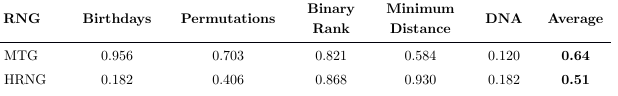 RNG Birthdays Permutations Binary Rank Minimum Distance DNA Average
MTG 0.956 0.703 0.821 0.584 0.120 0.64
HRNG 0.182 0.406 0.868 0.930 0.182 0.51